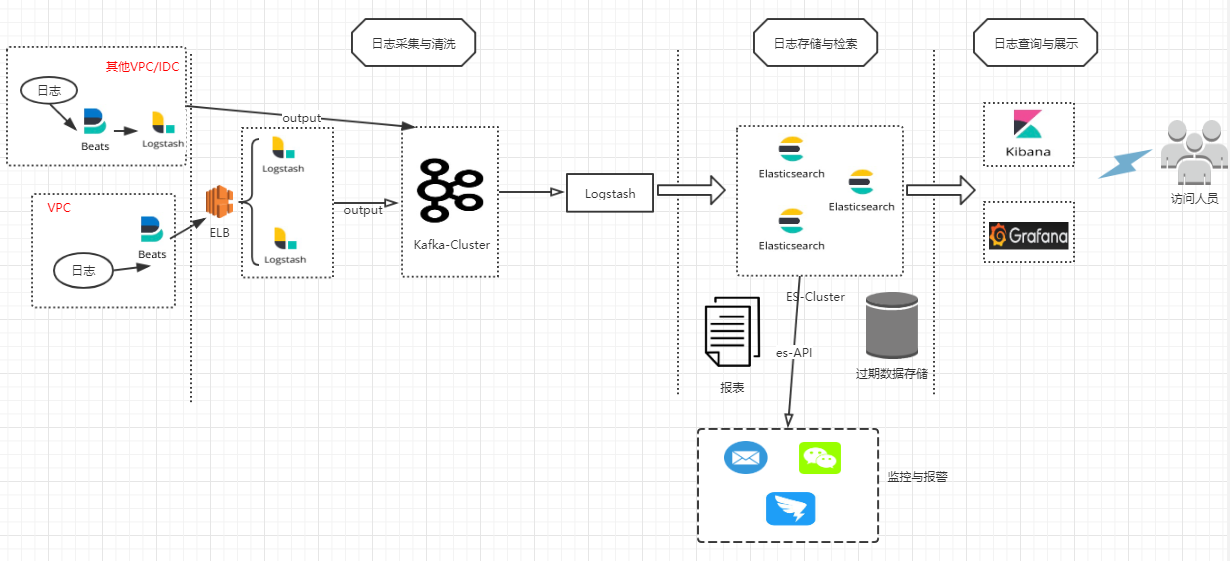 日志采集与清洗
日志存储与检索
日志查询与展示
其他VPC/IDC
日志
Beats
Logstash
output
VPC
日志
Beats
ELB
Logstash
Logstash
output
Kafka-Cluster
Logstash
Elasticsearch
Elasticsearch
Elasticsearch
ES-Cluster
es-API
报表
过期数据存储
Kibana
Grafana
访问人员
监控与报警